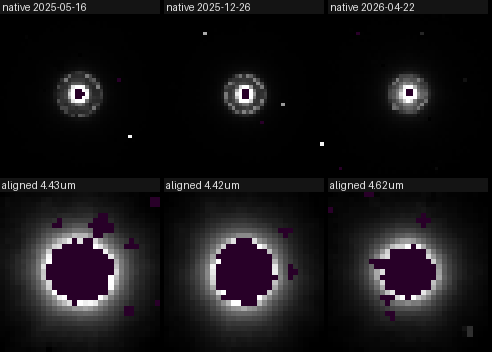 native 2025-05-16
native 2025-12-26
native 2026-04-22
aligned 4.43um
aligned 4.42um
aligned 4.62um